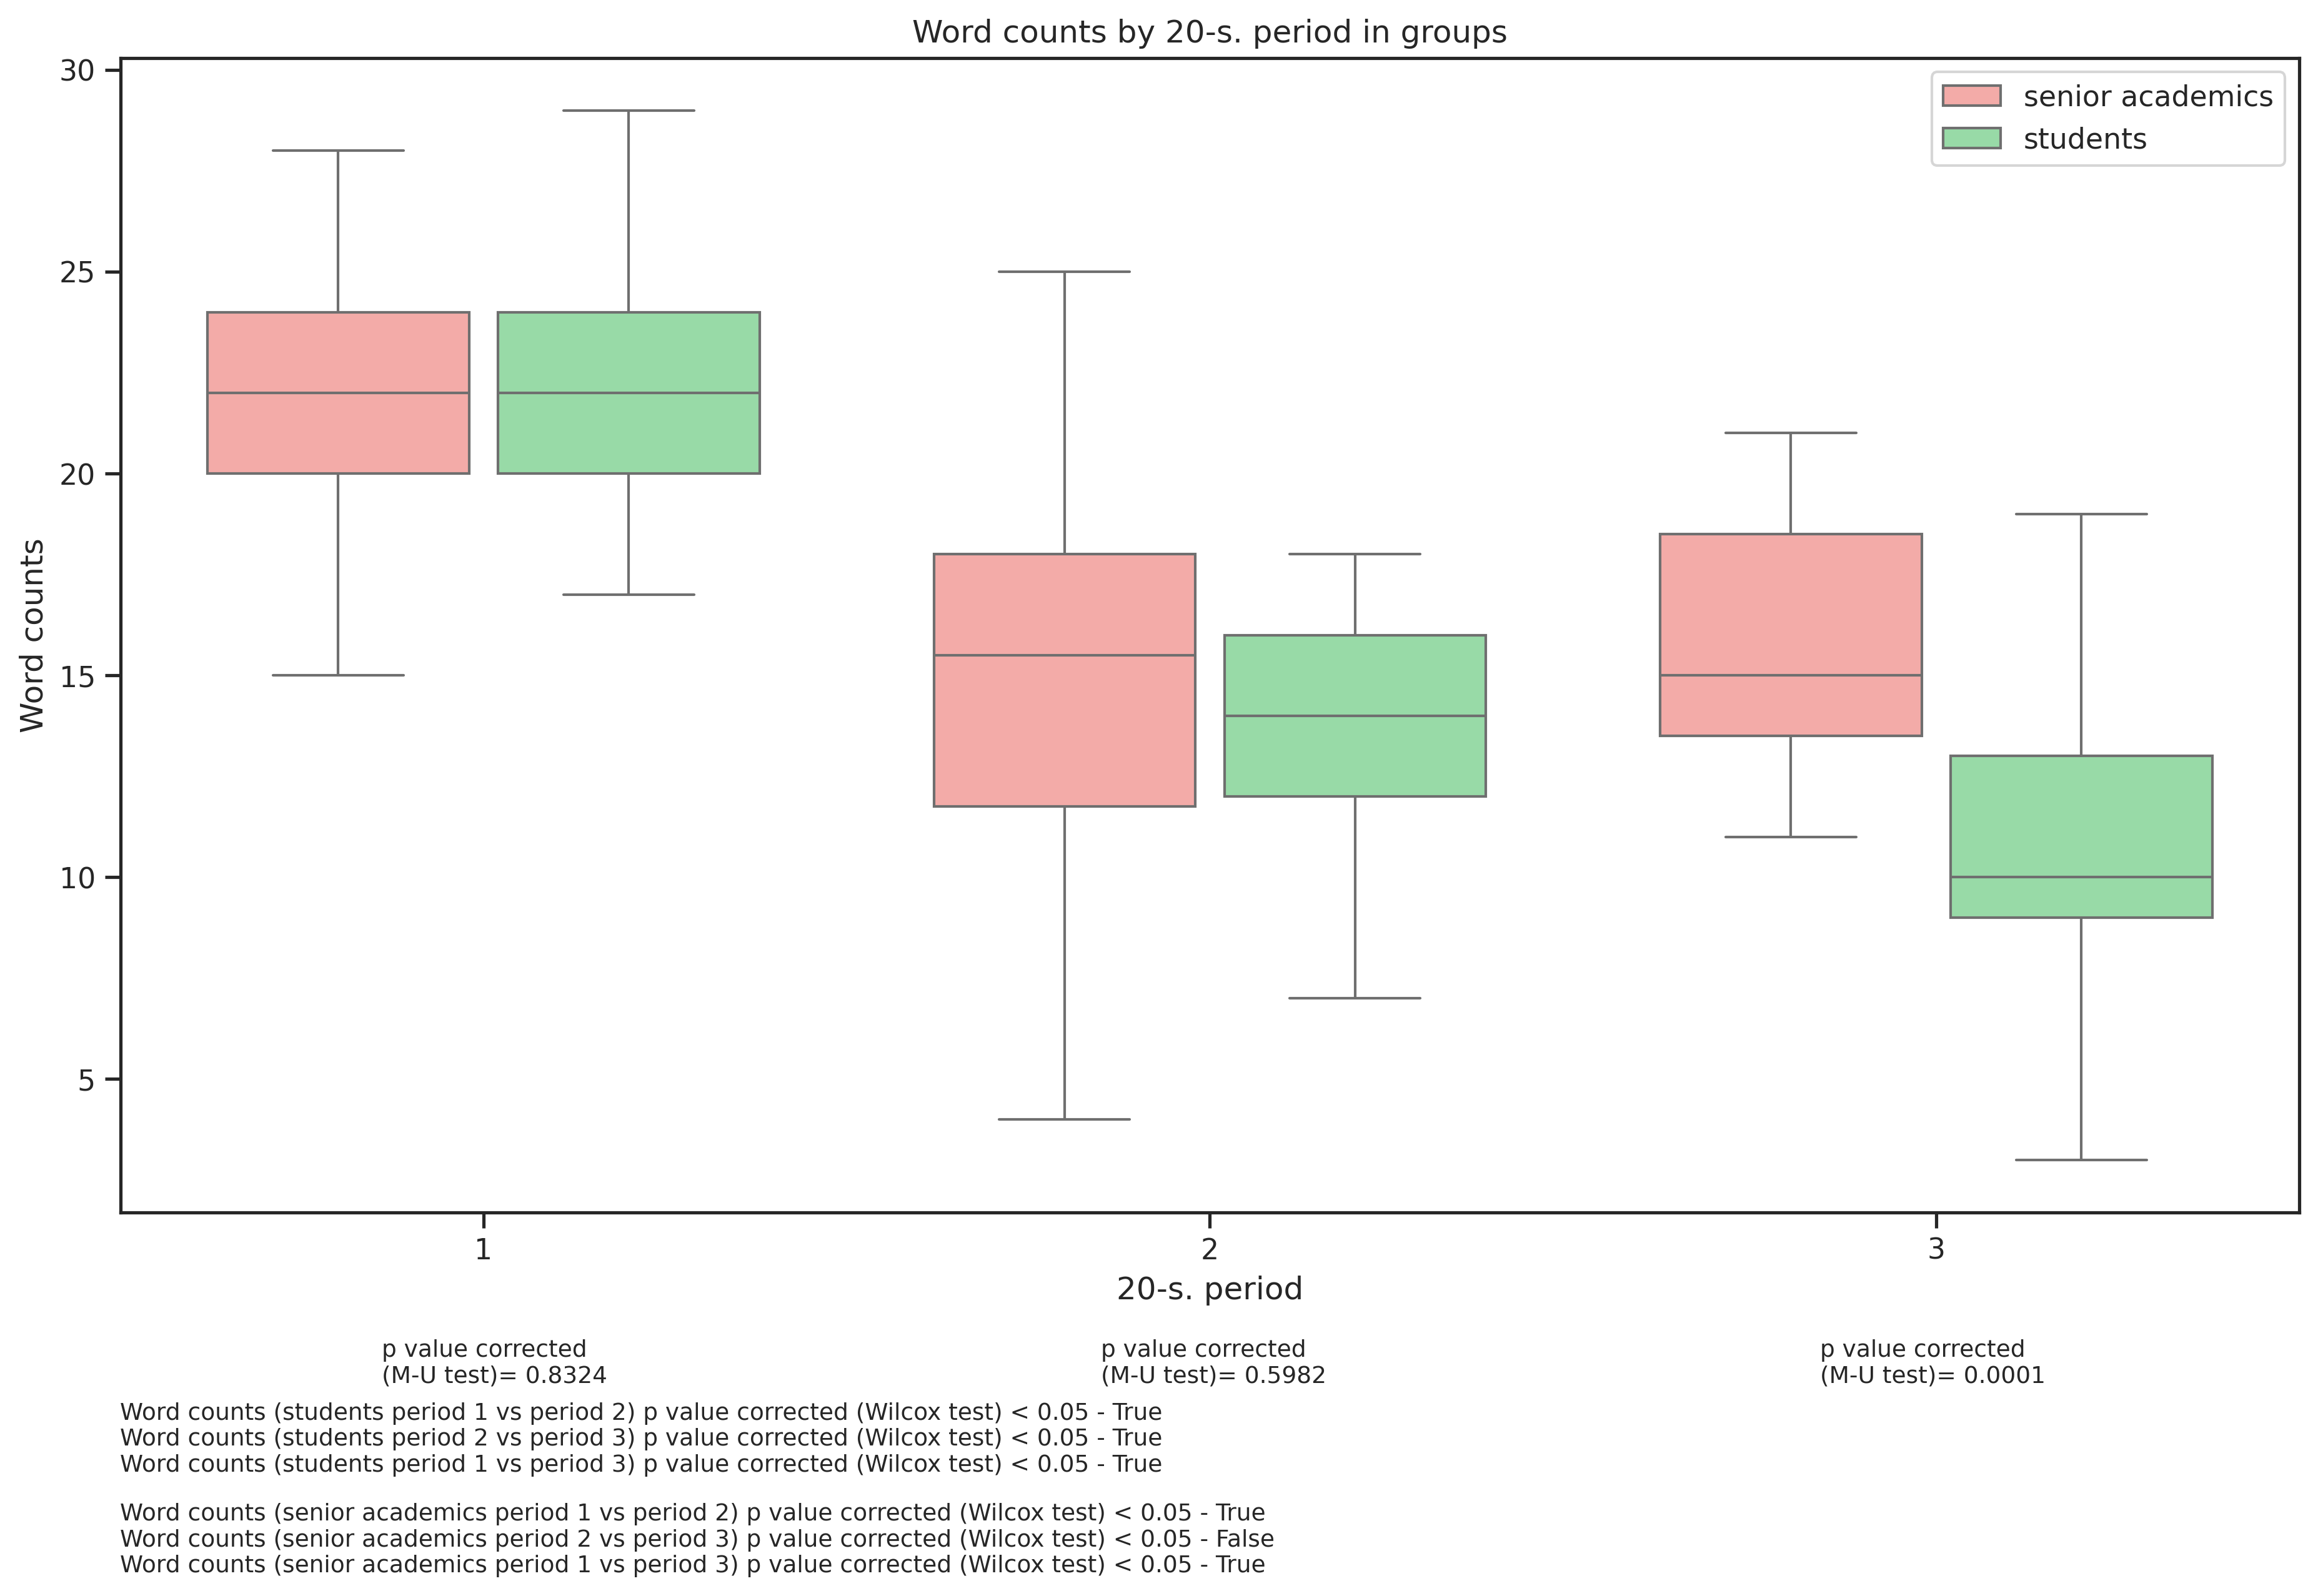 Word counts by 20-s. period in groups
30
25
20
15
10
5
Word counts
senior academics
students
1
2
3
20-s. period
p value corrected
(M-U test)= 0.8324
p value corrected
(M-U test)= 0.5982
p value corrected
(M-U test)= 0.0001
Word counts (students period 1 vs period 2) p value corrected (Wilcox test) < 0.05 - True
Word counts (students period 2 vs period 3) p value corrected (Wilcox test) < 0.05 - True
Word counts (students period 1 vs period 3) p value corrected (Wilcox test) < 0.05 - True
Word counts (senior academics period 1 vs period 2) p value corrected (Wilcox test) < 0.05 - True
Word counts (senior academics period 2 vs period 3) p value corrected (Wilcox test) < 0.05 - False
Word counts (senior academics period 1 vs period 3) p value corrected (Wilcox test) < 0.05 - True